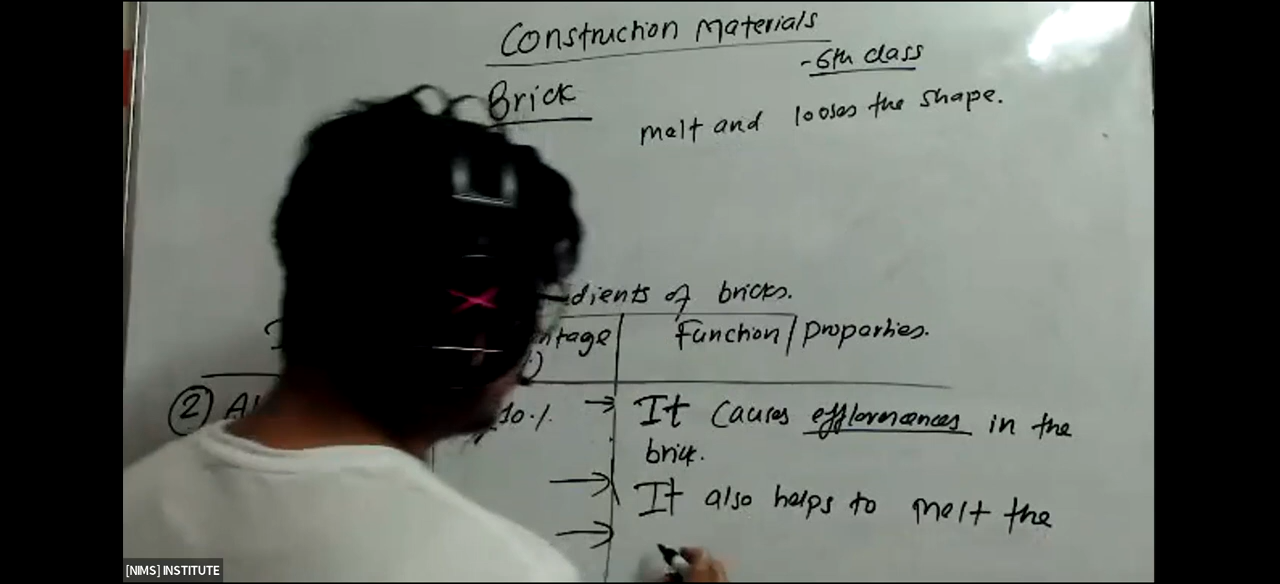 Construction Materials
-6th class
Brick
melt and looses the shape.
dients of bricks.
ntage Function/properties.
② Al 10% → It causes efflormances in the
brick.
→ It also helps to melt the
→
[NIMS] INSTITUTE